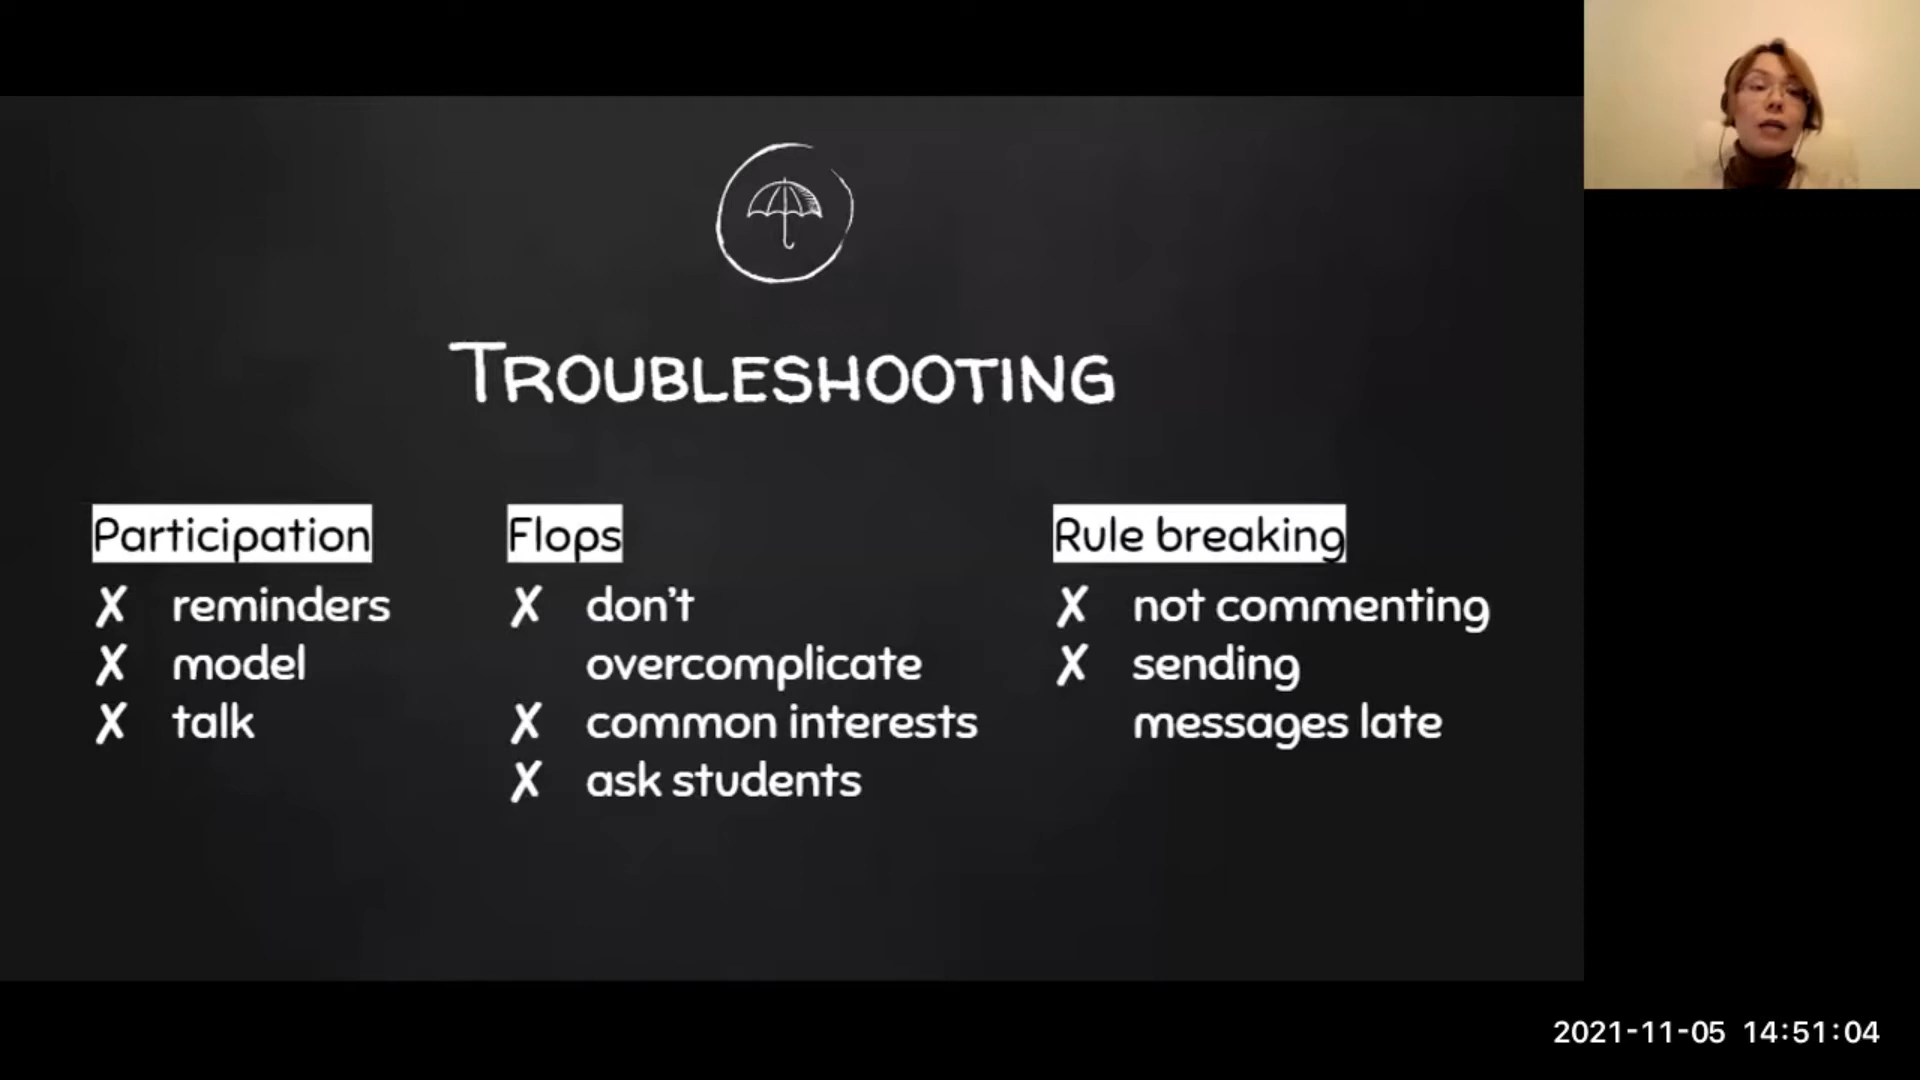 Troubleshooting
Participation
✗ reminders
✗ model
✗ talk
Flops
✗ don't
overcomplicate
✗ common interests
✗ ask students
Rule breaking
✗ not commenting
✗ sending
messages late
2021-11-05 14:51:04